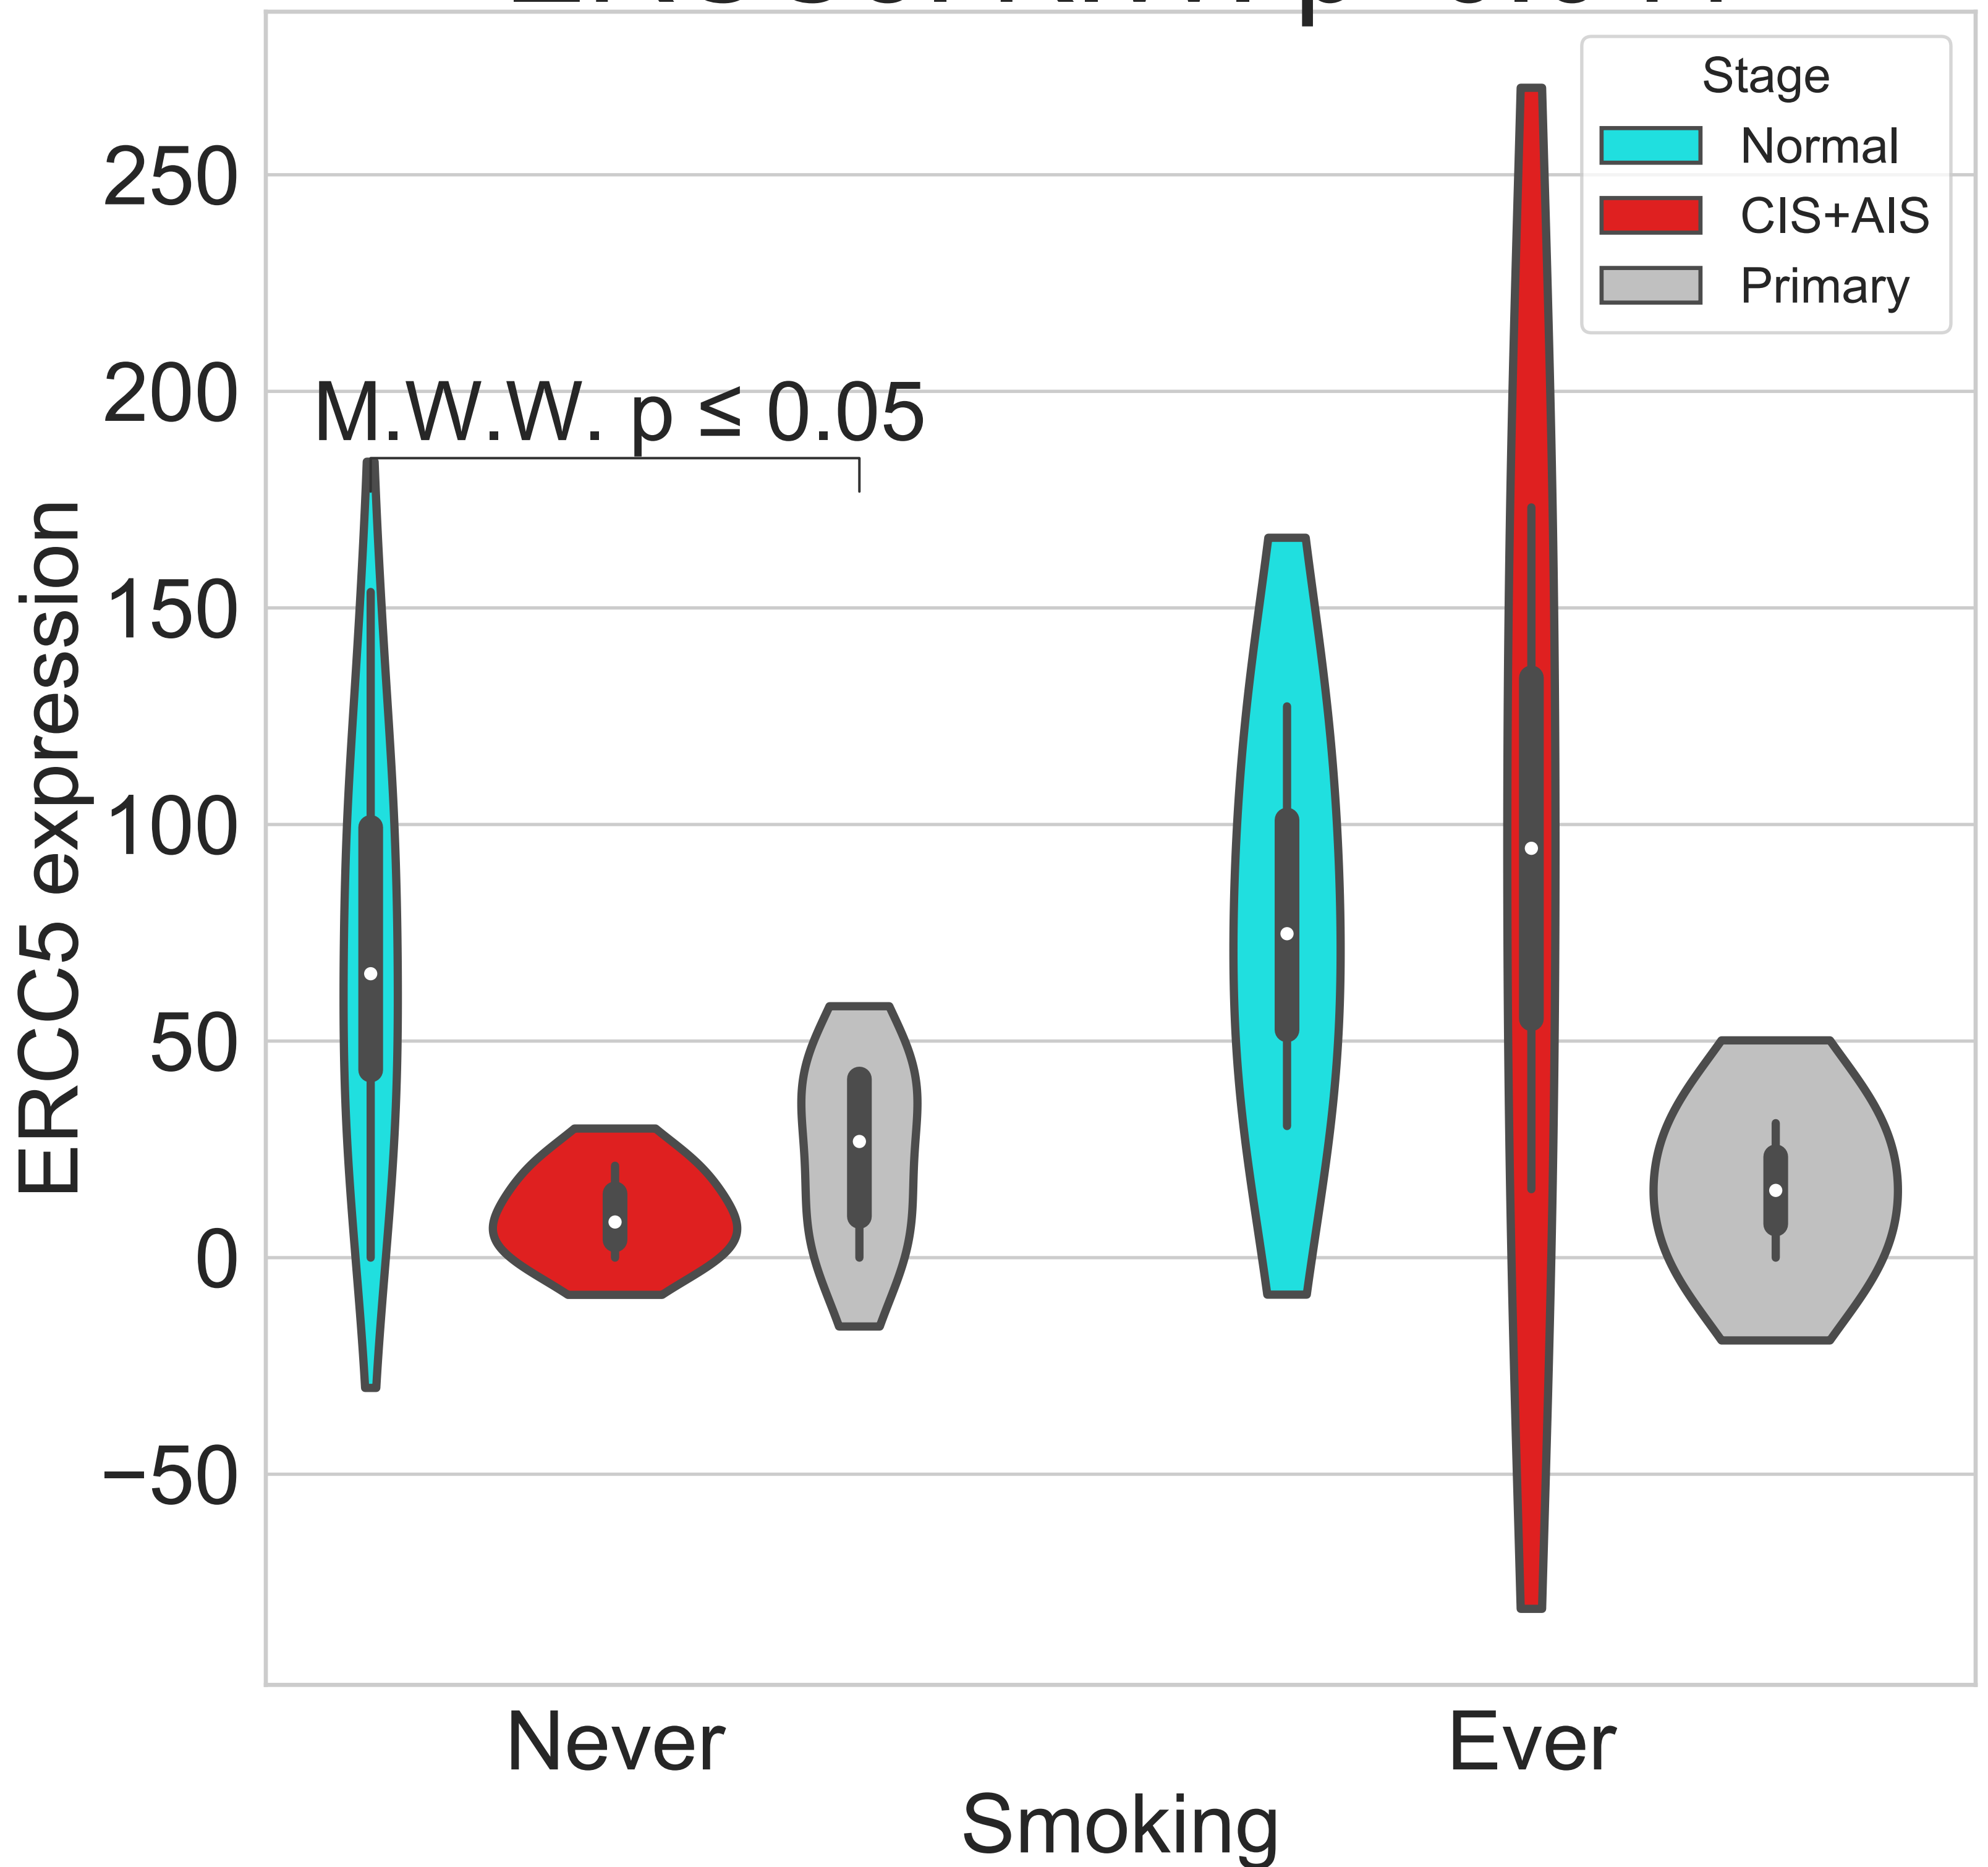 Stage
Normal
CIS+AIS
Primary
M.W.W. p ≤ 0.05
ERCC5 expression
250
200
150
100
50
0
−50
Never
Ever
Smoking